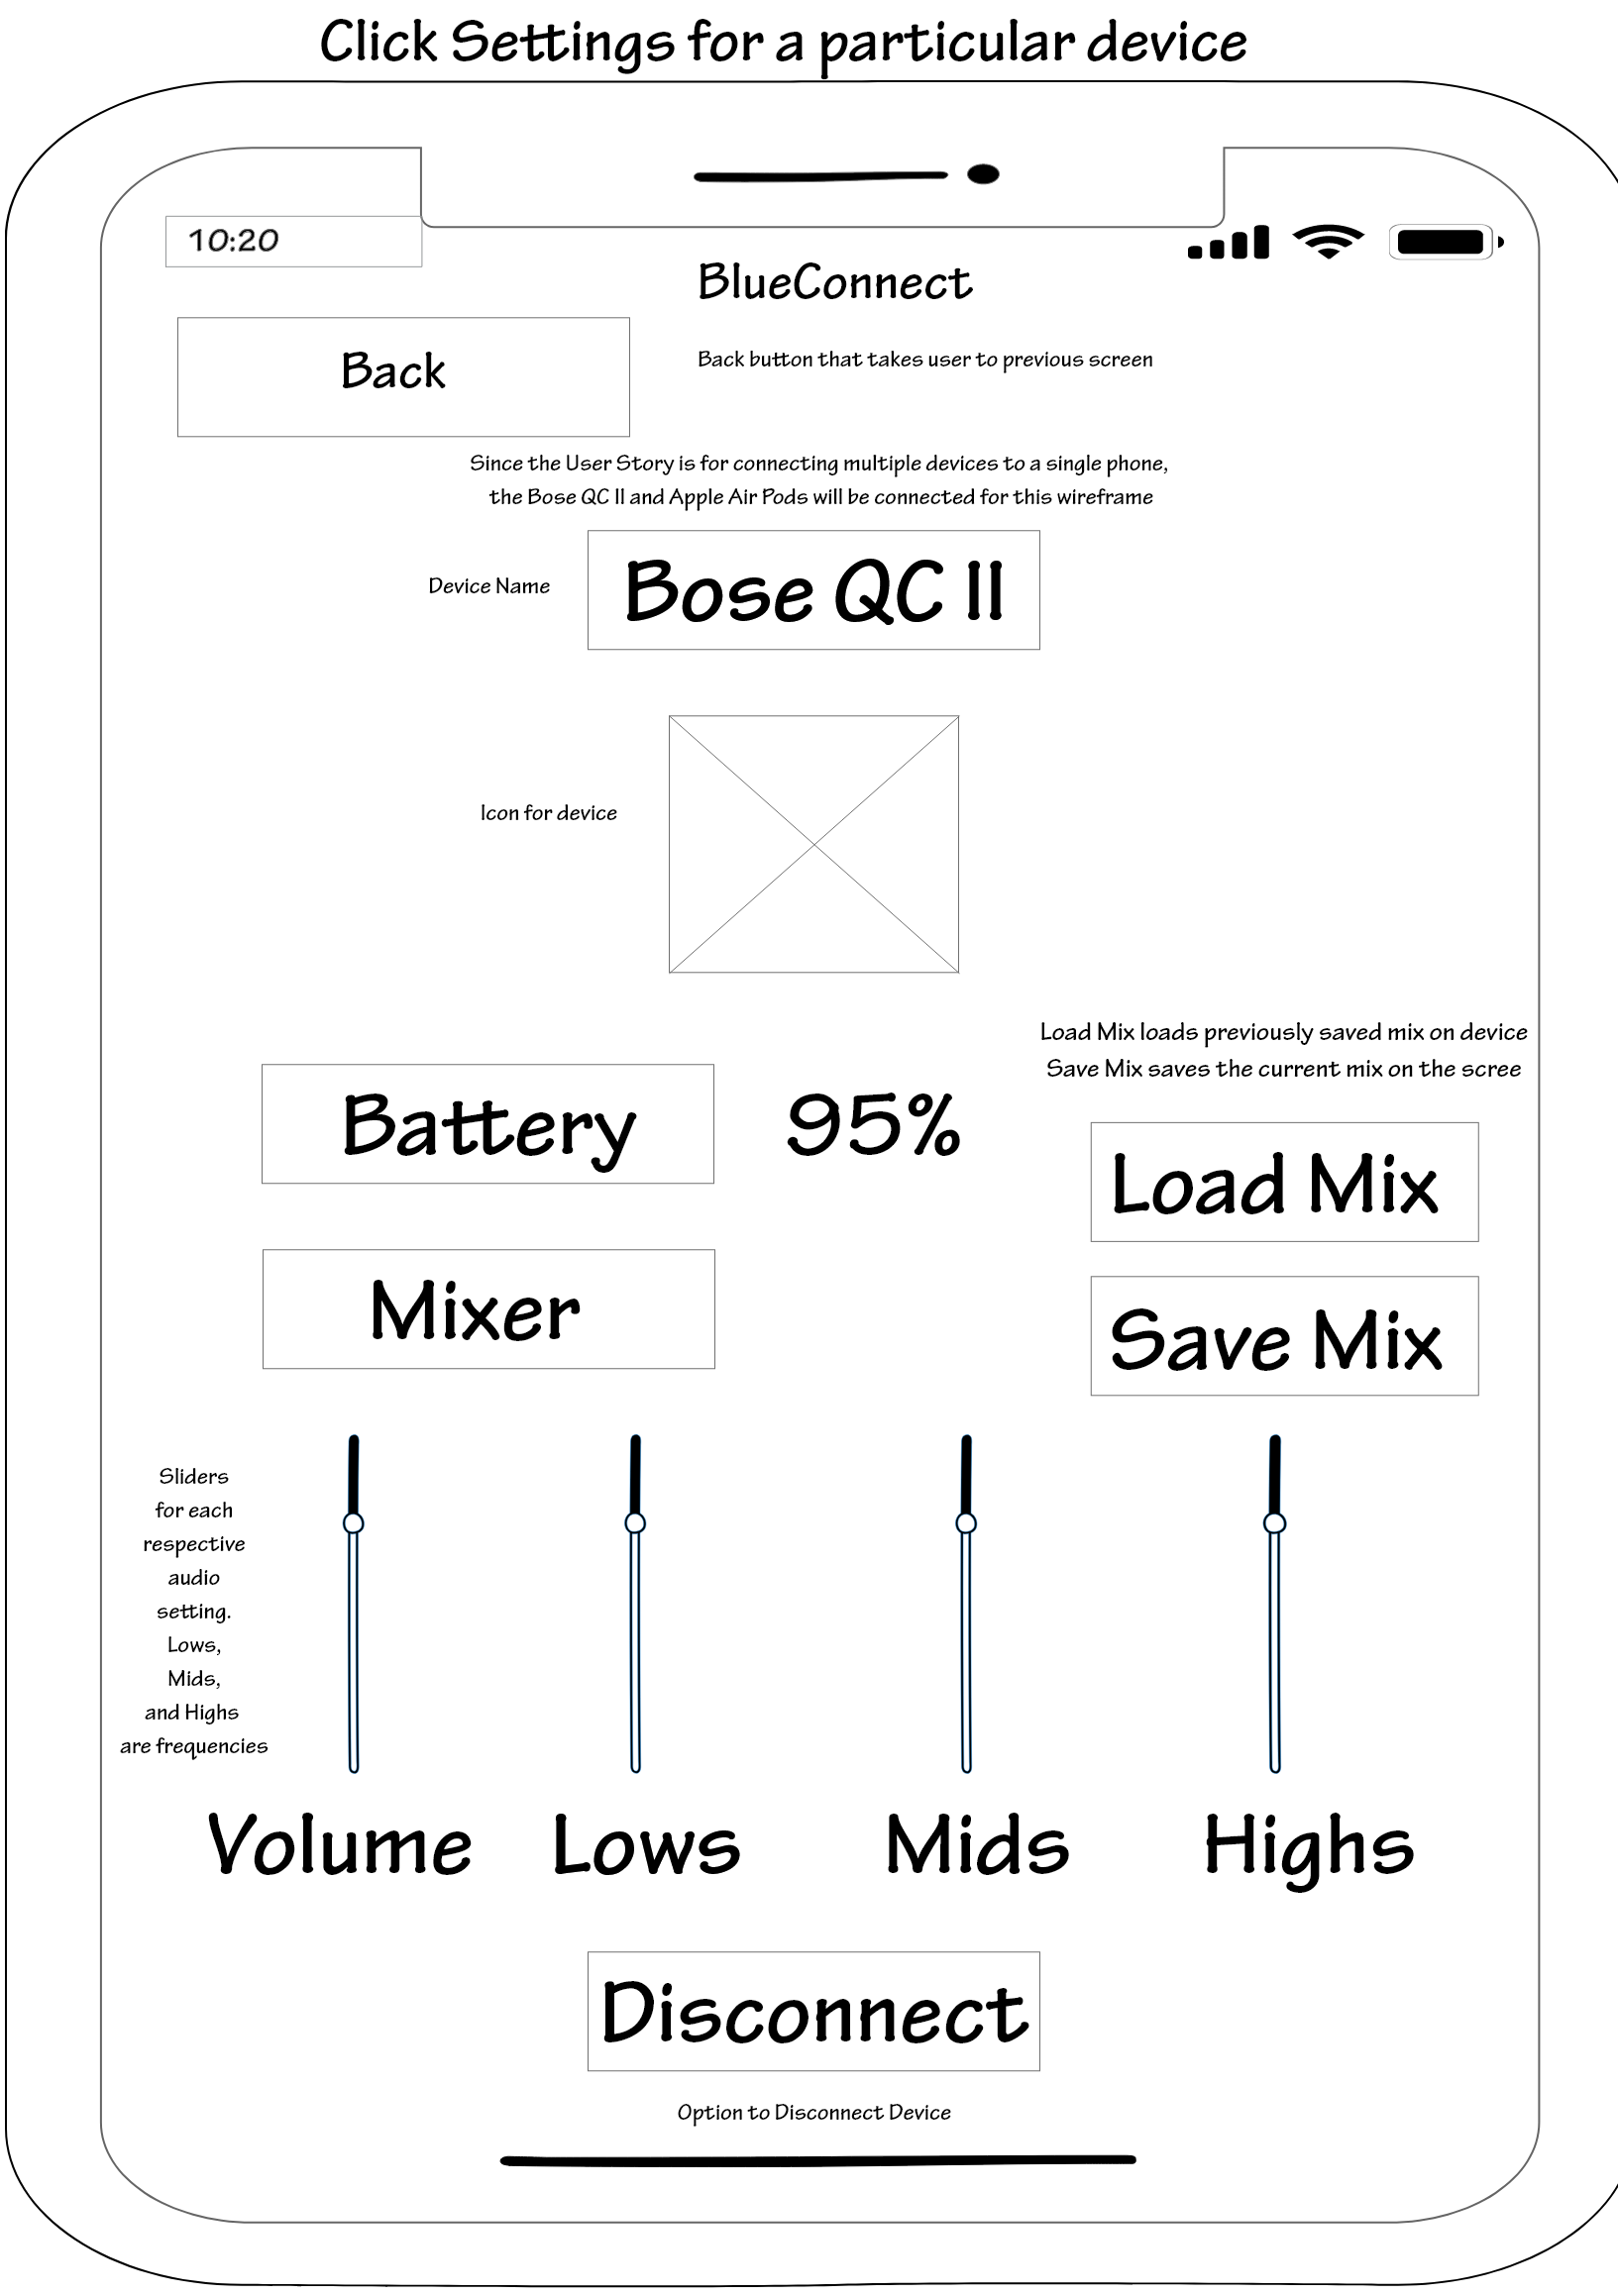 Click Settings for a particular device
10:20
BlueConnect
Back
Back button that takes user to previous screen
Since the User Story is for connecting multiple devices to a single phone,
the Bose QC II and Apple Air Pods will be connected for this wireframe
Device Name
Bose QC II
Icon for device
Load Mix loads previously saved mix on device
Save Mix saves the current mix on the scree
Battery
95%
Load Mix
Mixer
Save Mix
Sliders
for each
respective
audio
setting.
Lows,
Mids,
and Highs
are frequencies
Volume
Lows
Mids
Highs
Disconnect
Option to Disconnect Device